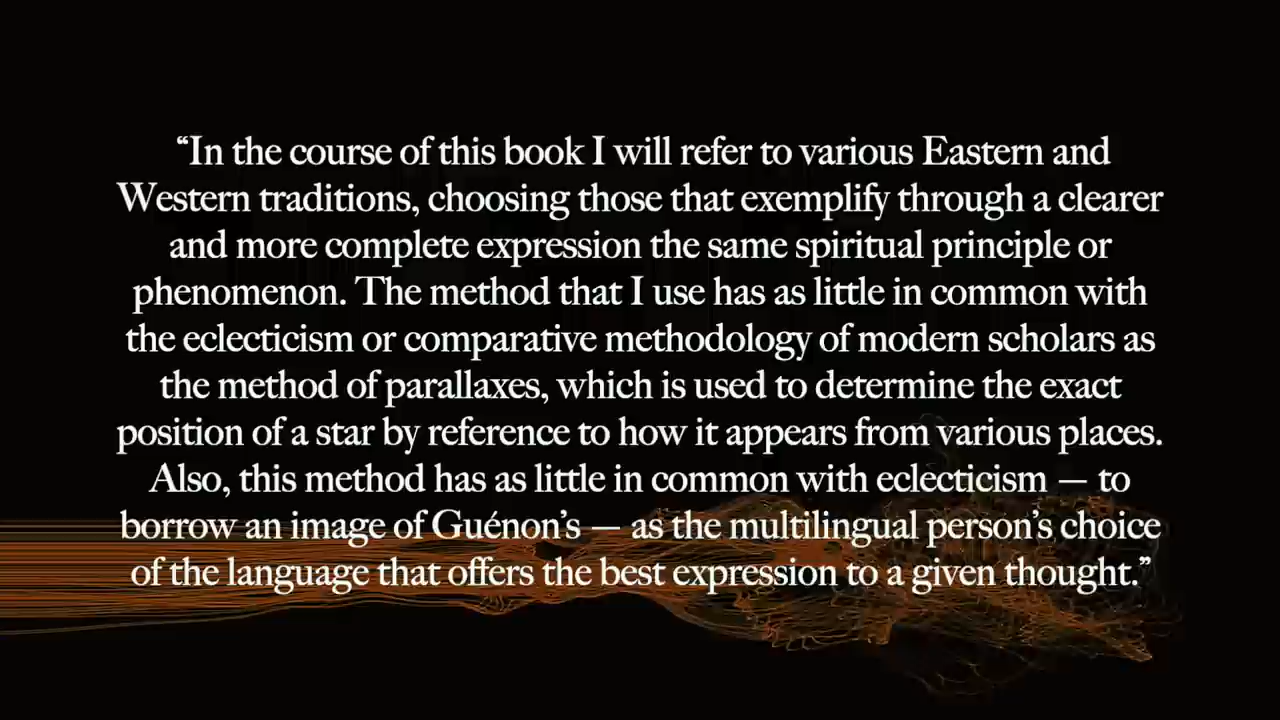 “In the course of this book I will refer to various Eastern and
Western traditions, choosing those that exemplify through a clearer
and more complete expression the same spiritual principle or
phenomenon. The method that I use has as little in common with
the eclecticism or comparative methodology of modern scholars as
the method of parallaxes, which is used to determine the exact
position of a star by reference to how it appears from various places.
Also, this method has as little in common with eclecticism — to
borrow an image of Guénon’s — as the multilingual person’s choice
of the language that offers the best expression to a given thought.”